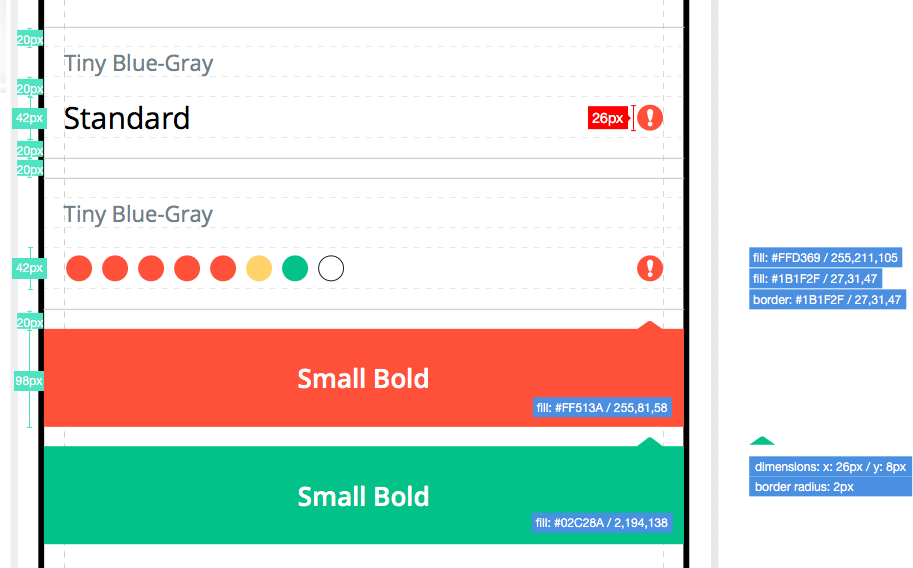 20px
Tiny Blue-Gray
20px
42px
Standard
26px
20px
20px
Tiny Blue-Gray
42px
fill: #FFD369 / 255,211,105
fill: #1B1F2F / 27,31,47
border: #1B1F2F / 27,31,47
20px
98px
Small Bold
fill: #FF513A / 255,81,58
dimensions: x: 26px / y: 8px
border radius: 2px
Small Bold
fill: #02C28A / 2,194,138